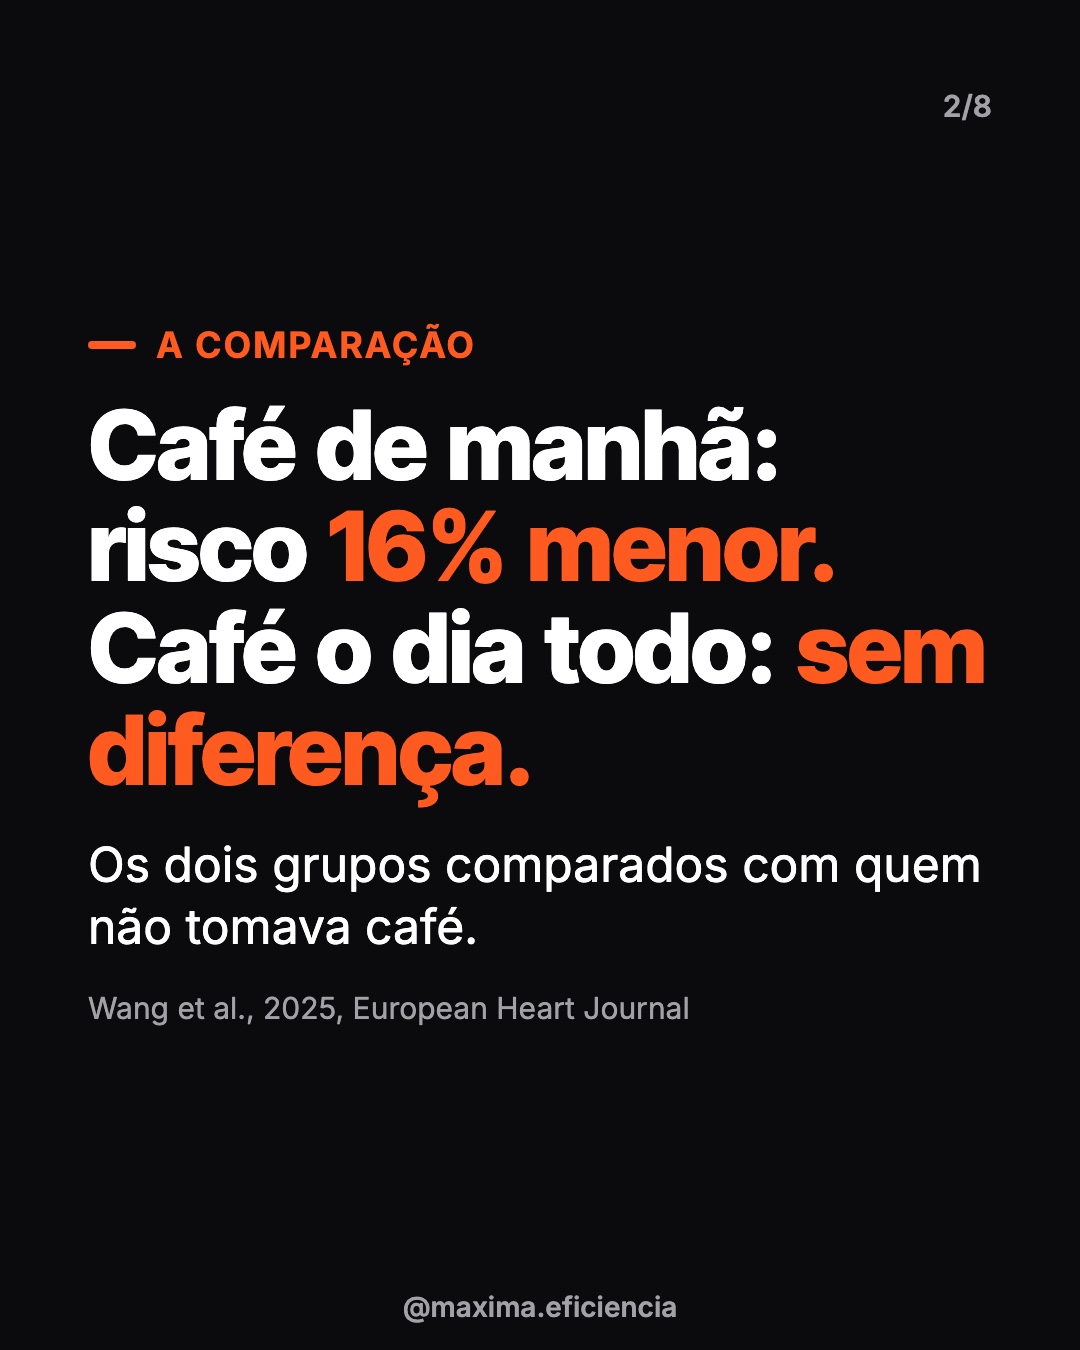 2/8
A COMPARAÇÃO
Café de manhã:
risco 16% menor.
Café o dia todo: sem
diferença.
Os dois grupos comparados com quem
não tomava café.
Wang et al., 2025, European Heart Journal
@maxima.eficiencia